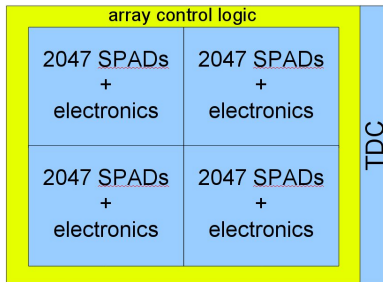 array control logic
2047 SPADs
+
electronics
2047 SPADs
+
electronics
2047 SPADs
+
electronics
2047 SPADs
+
electronics
TDC